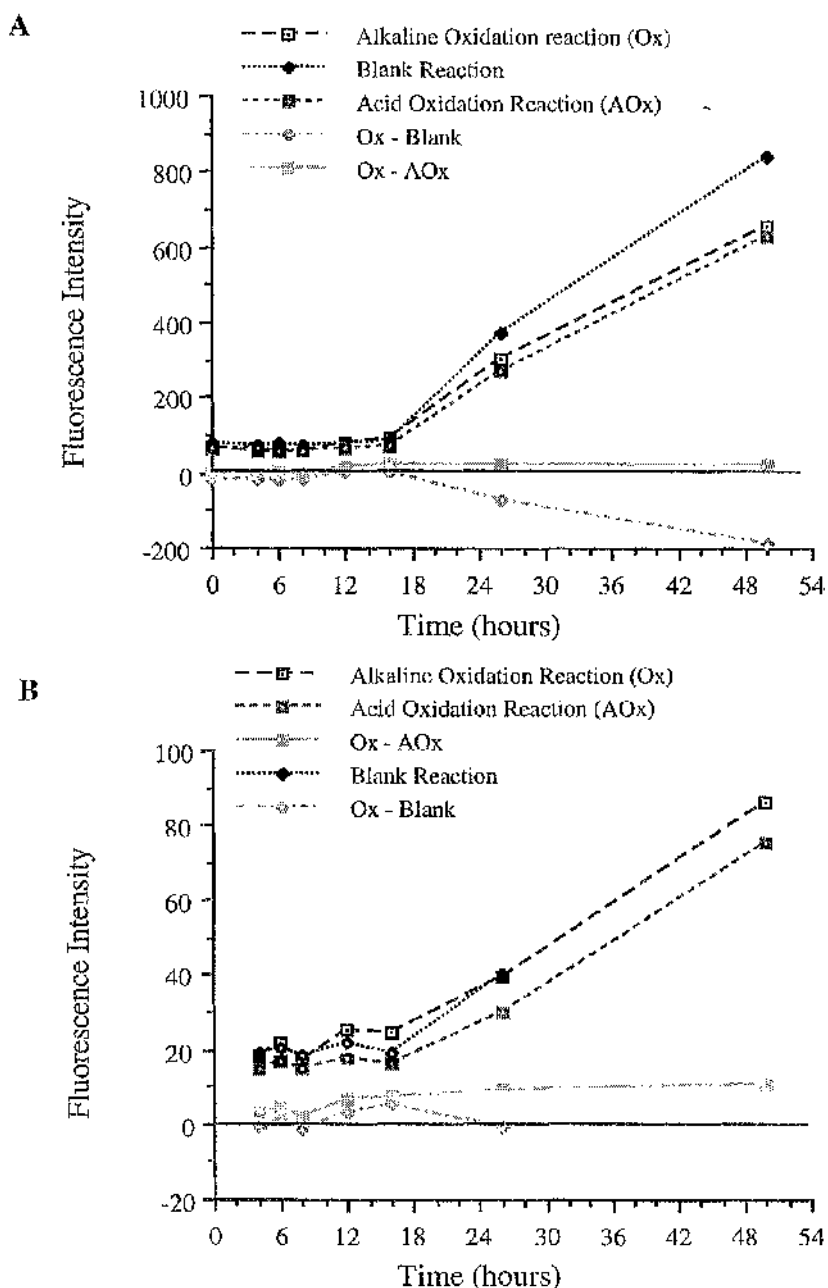 A
Alkaline Oxidation reaction (Ox)
Blank Reaction
Acid Oxidation Reaction (AOx)
Ox - Blank
Ox - AOx
1000
800
600
400
200
0
-200
Fluorescence Intensity
0 6 12 18 24 30 36 42 48 54
Time (hours)
B
Alkaline Oxidation Reaction (Ox)
Acid Oxidation Reaction (AOx)
Ox - AOx
Blank Reaction
Ox - Blank
100
80
60
40
20
0
-20
Fluorescence Intensity
0 6 12 18 24 30 36 42 48 54
Time (hours)